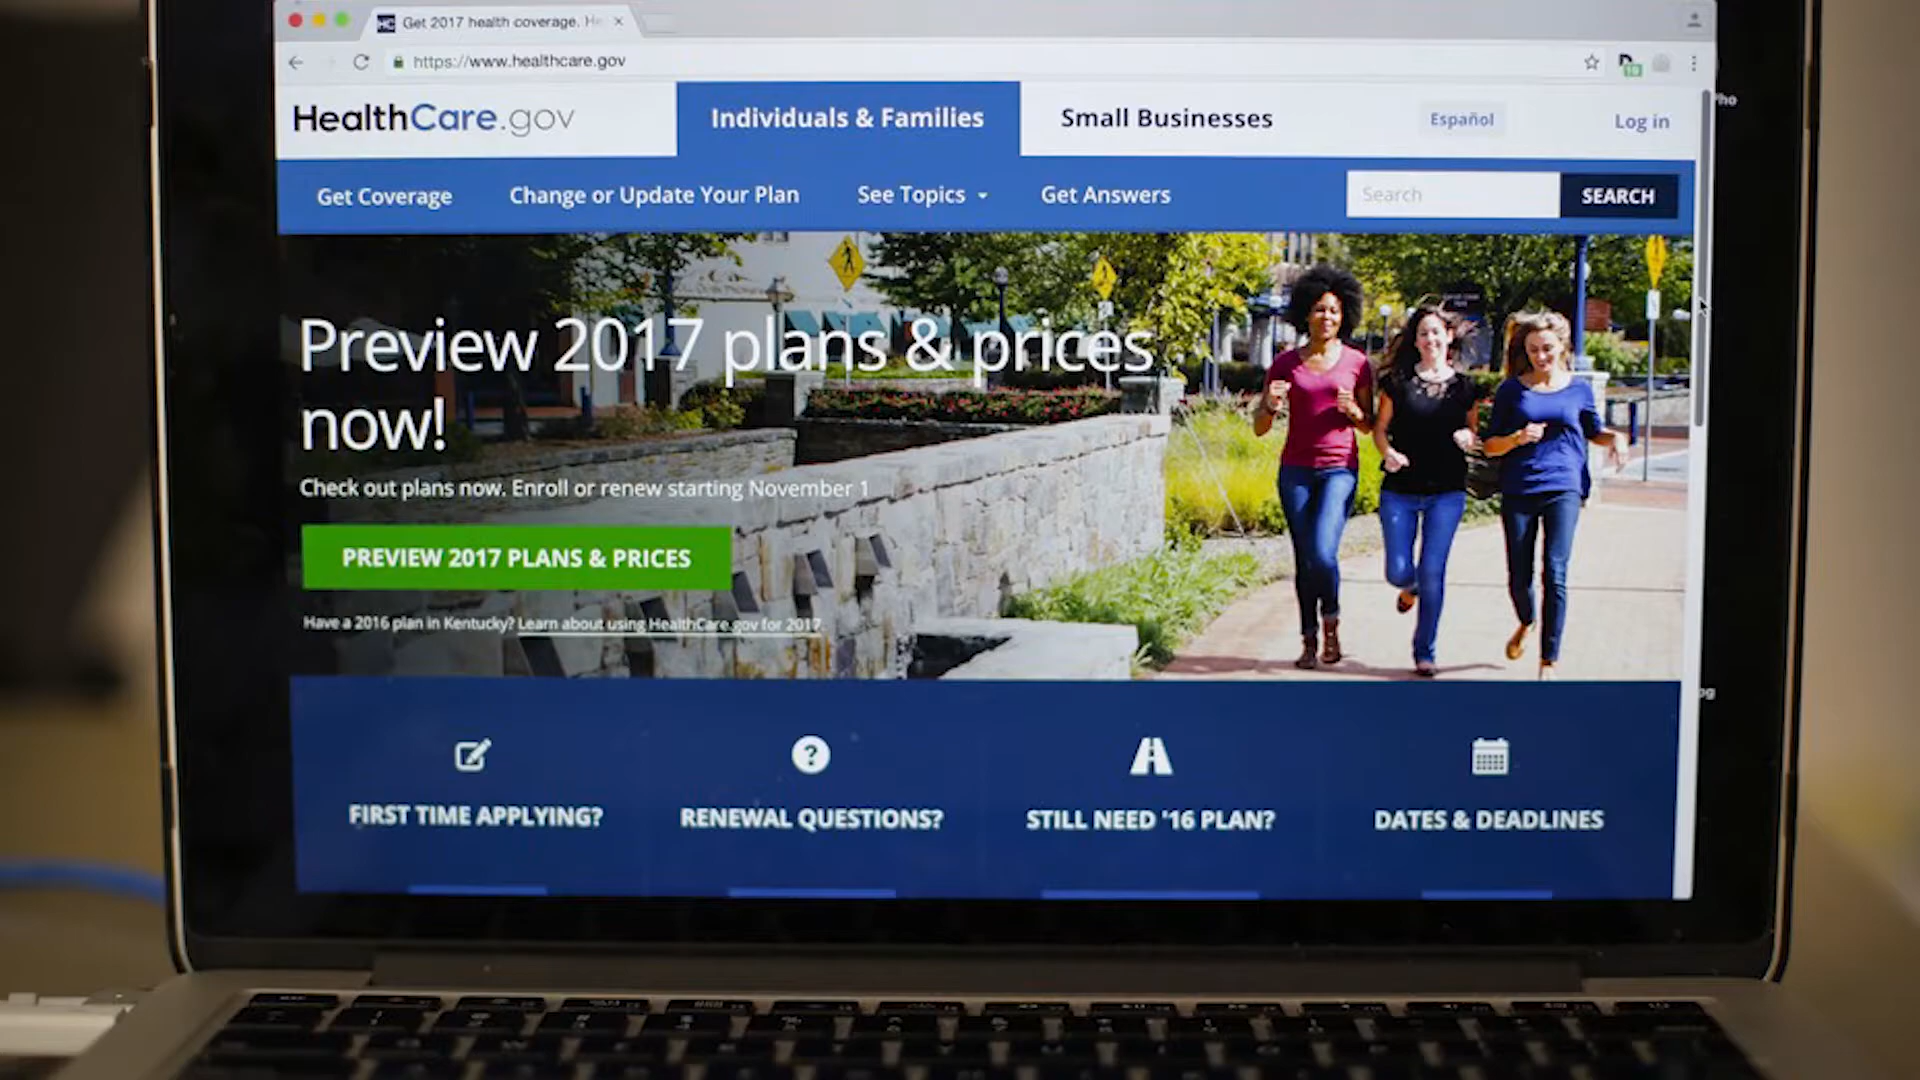 Get 2017 health coverage. He
https://www.healthcare.gov
HealthCare.gov
Individuals & Families
Small Businesses
Español
Log in
Get Coverage
Change or Update Your Plan
See Topics
Get Answers
Search
SEARCH
Preview 2017 plans & prices
now!
Check out plans now. Enroll or renew starting November 1
PREVIEW 2017 PLANS & PRICES
Have a 2016 plan in Kentucky? Learn about using HealthCare.gov for 2017.
FIRST TIME APPLYING?
RENEWAL QUESTIONS?
STILL NEED '16 PLAN?
DATES & DEADLINES